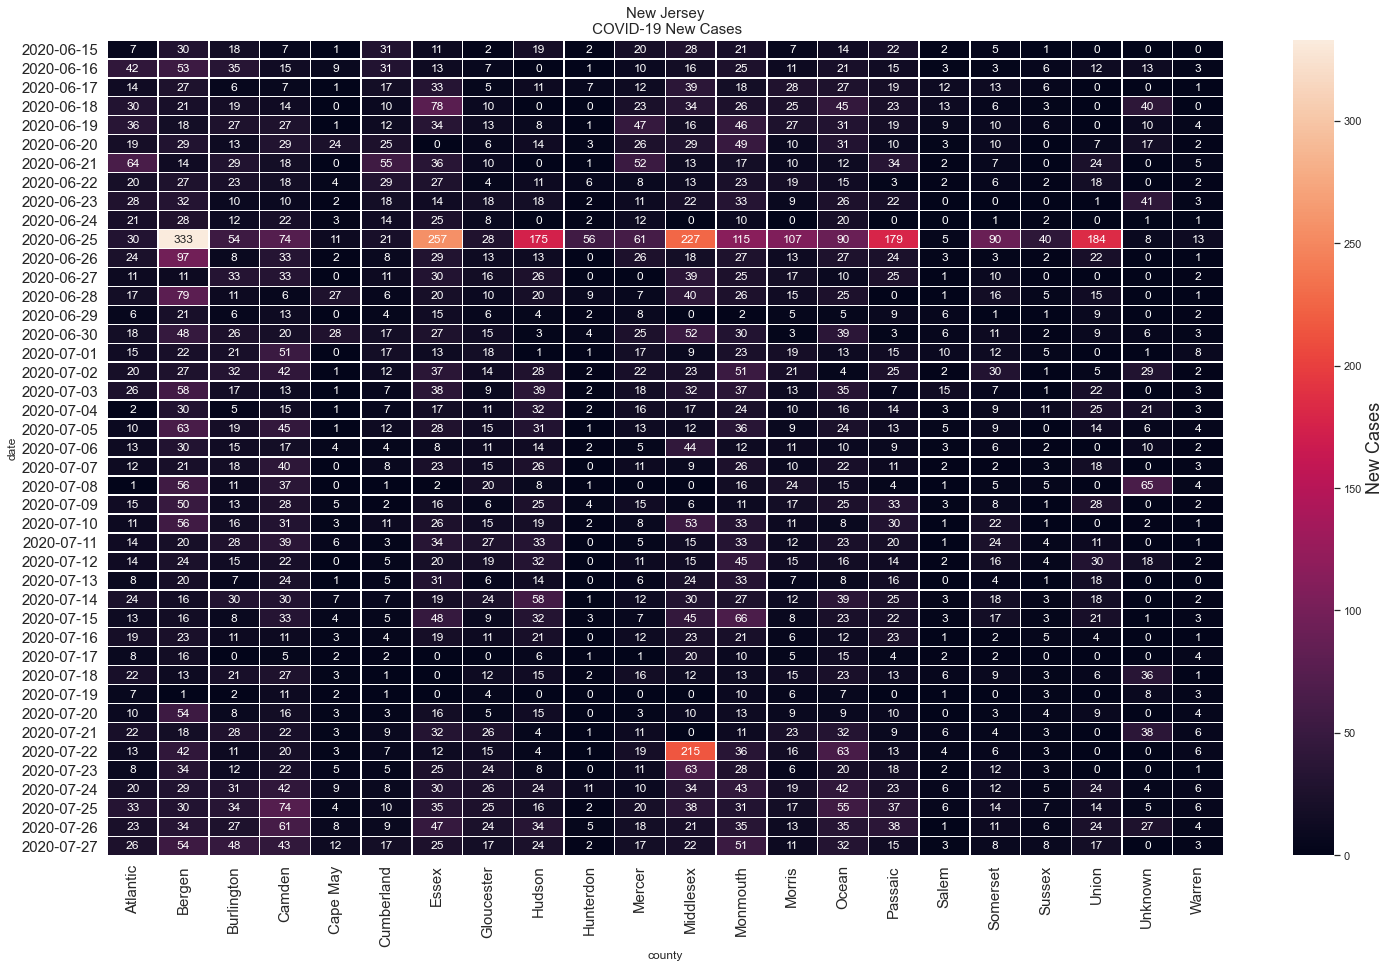 New Jersey
COVID-19 New Cases
2020-06-15 7 30 18 7 1 31 11 2 19 2 20 28 21 7 14 22 2 5 1 0 0 0
2020-06-16 42 53 35 15 9 31 13 7 0 1 10 16 25 11 21 15 3 3 6 12 13 3
2020-06-17 14 27 6 7 1 17 33 5 11 7 12 39 18 28 27 19 12 13 6 0 0 1
2020-06-18 30 21 19 14 0 10 78 10 0 0 23 34 26 25 45 23 13 6 3 0 40 0
2020-06-19 36 18 27 27 1 12 34 13 8 1 47 16 46 27 31 19 9 10 6 0 10 4
2020-06-20 19 29 13 29 24 25 0 6 14 3 26 29 49 10 31 10 3 10 0 7 17 2
2020-06-21 64 14 29 18 0 55 36 10 0 1 52 13 17 10 12 34 2 7 0 24 0 5
2020-06-22 20 27 23 18 4 29 27 4 11 6 8 13 23 19 15 3 2 6 2 18 0 2
2020-06-23 28 32 10 10 2 18 14 18 18 2 11 22 33 9 26 22 0 0 0 1 41 3
2020-06-24 21 28 12 22 3 14 25 8 0 2 12 0 10 0 20 0 0 1 2 0 1 1
2020-06-25 30 333 54 74 11 21 257 28 175 56 61 227 115 107 90 179 5 90 40 184 8 13
2020-06-26 24 97 24 33 2 8 29 13 13 0 26 18 27 13 27 24 3 3 2 22 0 1
2020-06-27 11 11 33 33 0 11 30 16 26 0 0 39 25 17 10 25 1 10 0 0 0 2
2020-06-28 17 79 11 6 27 6 20 10 20 9 7 40 26 15 25 0 1 16 5 15 0 1
2020-06-29 6 21 6 13 0 4 15 6 4 2 8 0 2 5 5 9 6 1 1 9 0 2
2020-06-30 18 48 26 20 28 17 27 15 3 4 25 52 30 3 39 3 6 11 2 9 6 3
2020-07-01 15 22 21 51 0 17 13 18 1 1 17 9 23 19 13 15 10 12 5 0 1 8
2020-07-02 20 27 32 42 1 12 37 14 28 2 22 23 51 21 4 25 2 30 1 5 29 2
2020-07-03 26 58 17 13 1 7 38 9 39 2 18 32 37 13 35 7 15 7 1 22 0 3
2020-07-04 2 30 5 15 1 7 17 11 32 2 16 17 24 10 16 14 3 9 11 25 21 3
2020-07-05 10 63 19 45 1 12 28 15 31 1 13 12 36 9 24 13 5 9 0 14 6 4
2020-07-06 13 30 15 17 4 4 8 11 14 2 5 44 12 11 10 9 3 6 2 0 10 2
2020-07-07 12 21 18 40 0 8 23 15 26 0 11 9 26 10 22 11 2 2 3 18 0 3
2020-07-08 1 56 11 37 0 1 2 20 8 1 0 0 16 24 15 4 1 5 5 0 65 4
2020-07-09 15 50 13 28 5 2 16 6 25 4 15 6 11 17 25 33 3 8 1 28 0 2
2020-07-10 11 56 16 31 3 11 26 15 19 2 8 53 33 11 8 30 1 22 1 0 2 1
2020-07-11 14 20 28 39 6 3 34 27 33 0 5 15 33 12 23 20 1 24 4 11 0 1
2020-07-12 14 24 15 22 0 5 20 19 32 0 11 15 45 15 16 14 2 16 4 30 18 2
2020-07-13 8 20 7 24 1 5 31 6 14 0 6 24 33 7 8 16 0 4 1 18 0 0
2020-07-14 24 16 30 30 7 7 19 24 58 1 12 30 27 12 39 25 3 18 3 18 0 2
2020-07-15 13 16 8 33 4 5 48 9 32 3 7 45 66 8 23 22 3 17 3 21 1 3
2020-07-16 19 23 11 11 3 4 19 11 21 0 12 23 21 6 12 23 1 2 5 4 0 1
2020-07-17 8 16 0 5 2 2 0 0 6 1 1 20 10 5 15 4 2 2 0 0 0 4
2020-07-18 22 13 21 27 3 1 0 12 15 2 16 12 13 15 23 13 6 9 3 6 36 1
2020-07-19 7 1 2 11 2 1 0 4 0 0 0 0 10 6 7 0 1 0 3 0 8 3
2020-07-20 10 54 8 16 3 3 16 5 15 0 3 10 13 9 9 10 0 3 4 9 0 4
2020-07-21 22 18 28 22 3 9 32 26 4 1 11 0 11 23 32 9 6 4 3 0 38 6
2020-07-22 13 42 11 20 3 7 12 15 4 1 19 215 36 16 63 13 4 6 3 0 0 6
2020-07-23 8 34 12 22 5 5 25 24 8 0 11 63 28 6 20 18 2 12 3 0 0 1
2020-07-24 20 29 31 42 9 8 30 26 24 11 10 34 43 19 42 23 6 12 5 24 4 6
2020-07-25 33 30 34 74 4 10 35 25 16 2 20 38 31 17 55 37 6 14 7 14 5 6
2020-07-26 23 34 27 61 8 9 47 24 34 5 18 21 35 13 35 38 1 11 6 24 27 4
2020-07-27 26 54 48 43 12 17 25 17 24 2 17 22 51 11 32 15 3 8 8 17 0 3
Atlantic Bergen Burlington Camden Cape May Cumberland Essex Gloucester Hudson Hunterdon Mercer Middlesex Monmouth Morris Ocean Passaic Salem Somerset Sussex Union Unknown Warren
county
date
300
250
200
150
100
50
0
New Cases